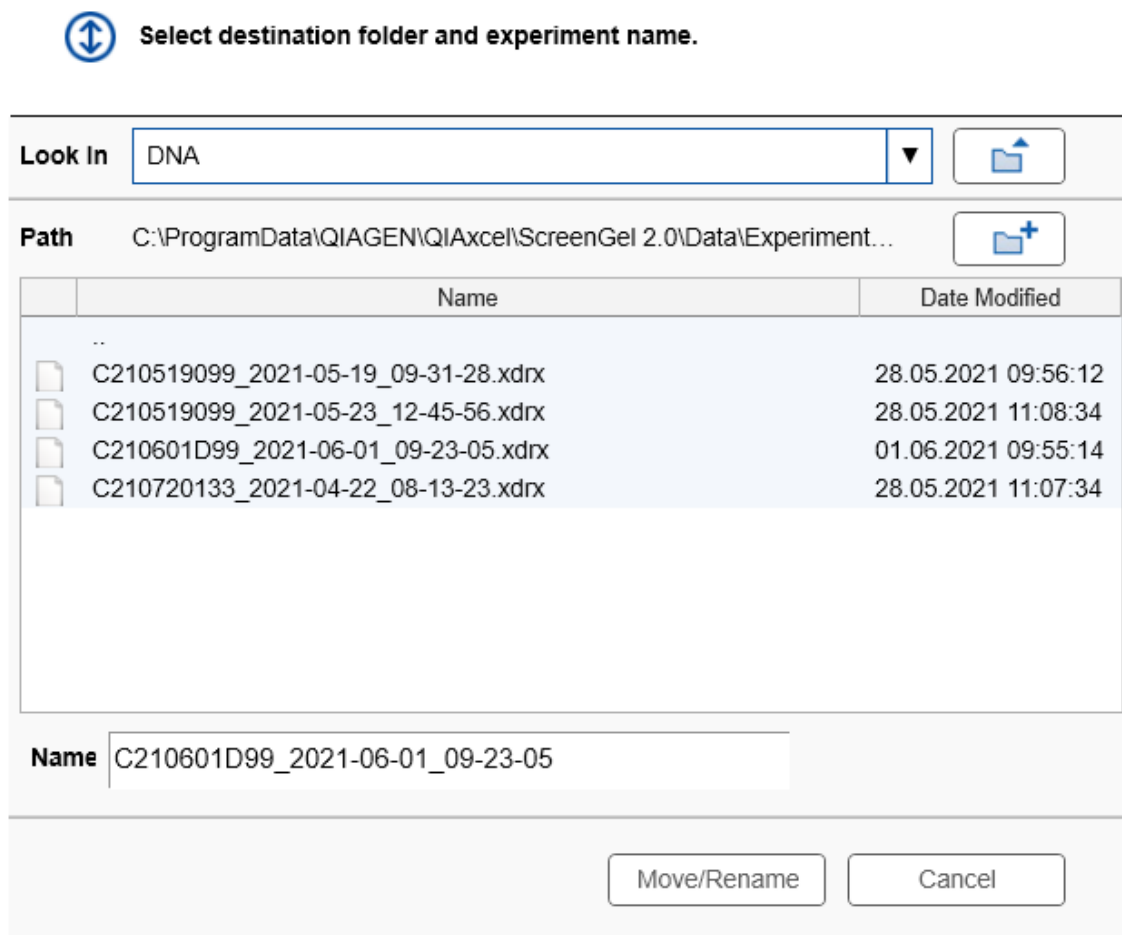 Select destination folder and experiment name.
Look In DNA
Path C:\ProgramData\QIAGEN\QIAxcel\ScreenGel 2.0\Data\Experiment...
Name Date Modified
..
C210519099_2021-05-19_09-31-28.xdrx 28.05.2021 09:56:12
C210519099_2021-05-23_12-45-56.xdrx 28.05.2021 11:08:34
C210601D99_2021-06-01_09-23-05.xdrx 01.06.2021 09:55:14
C210720133_2021-04-22_08-13-23.xdrx 28.05.2021 11:07:34
Name C210601D99_2021-06-01_09-23-05
Move/Rename Cancel